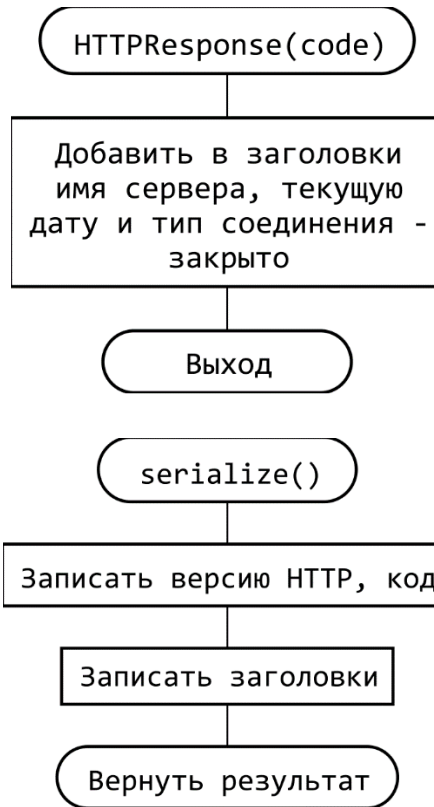 HTTPResponse(code)
Добавить в заголовки
имя сервера, текущую
дату и тип соединения -
закрыто
Выход
serialize()
Записать версию HTTP, код
Записать заголовки
Вернуть результат